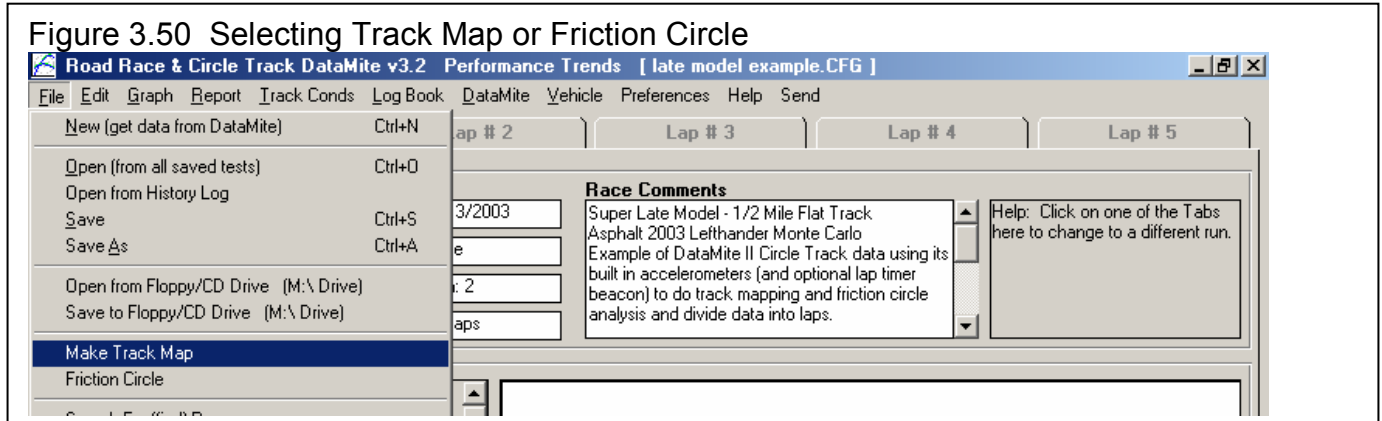 Figure 3.50 Selecting Track Map or Friction Circle
Road Race & Circle Track DataMite v3.2 Performance Trends [ late model example.CFG ]
File Edit Graph Report Track Conds Log Book DataMite Vehicle Preferences Help Send
ap # 2 Lap # 3 Lap # 4 Lap # 5
New (get data from DataMite) Ctrl+N
Open (from all saved tests) Ctrl+O
Open from History Log
Save Ctrl+S
Save As Ctrl+A
Open from Floppy/CD Drive (M:\ Drive)
Save to Floppy/CD Drive (M:\ Drive)
Make Track Map
Friction Circle
3/2003
e
: 2
aps
Race Comments
Super Late Model - 1/2 Mile Flat Track
Asphalt 2003 Lefthander Monte Carlo
Example of DataMite II Circle Track data using its
built in accelerometers (and optional lap timer
beacon) to do track mapping and friction circle
analysis and divide data into laps.
Help: Click on one of the Tabs
here to change to a different run.